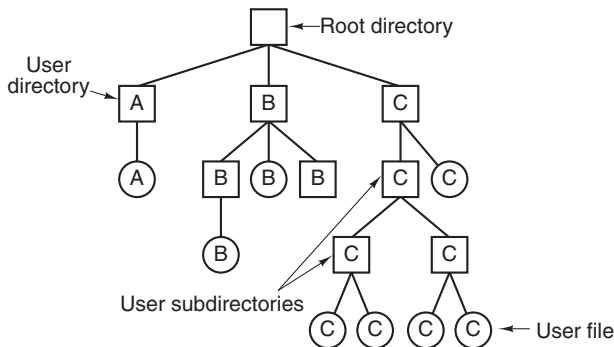 Root directory
User
directory
A B C
A B B B C C
B C C
User subdirectories
C C C C
User file